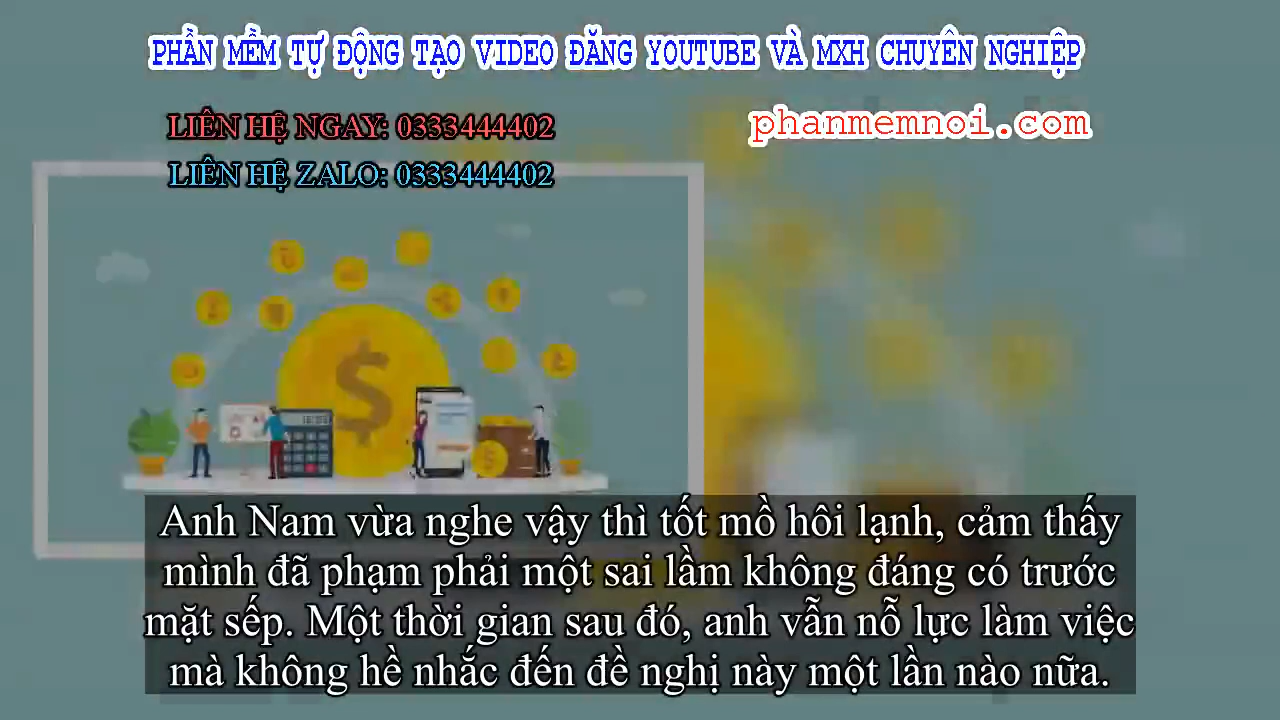 PHẦN MỀM TỰ ĐỘNG TẠO VIDEO ĐĂNG YOUTUBE VÀ MXH CHUYÊN NGHIỆP
LIÊN HỆ NGAY: 0333444402
phanmemnoi.com
LIÊN HỆ ZALO: 0333444402
$
$
Anh Nam vừa nghe vậy thì tốt mồ hôi lạnh, cảm thấy
mình đã phạm phải một sai lầm không đáng có trước
mặt sếp. Một thời gian sau đó, anh vẫn nỗ lực làm việc
mà không hề nhắc đến đề nghị này một lần nào nữa.